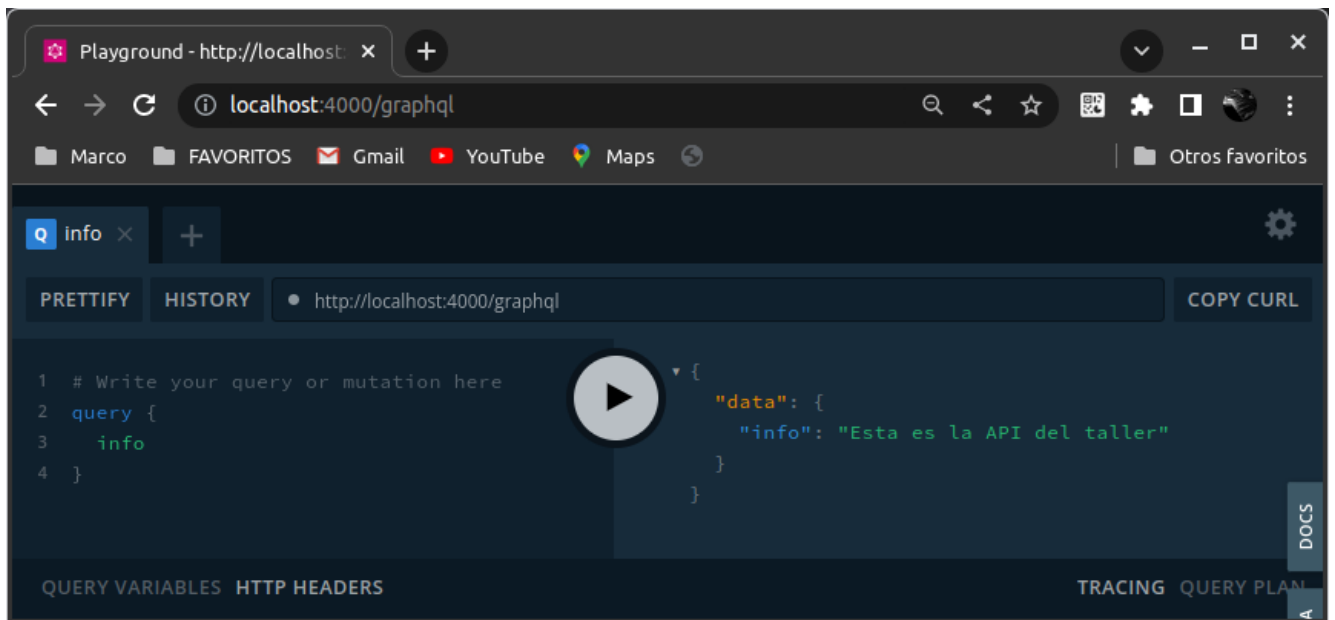 Playground - http://localhost:
localhost:4000/graphql
Marco FAVORITOS Gmail YouTube Maps Otros favoritos
Q info
PRETTIFY HISTORY http://localhost:4000/graphql COPY CURL
1 # Write your query or mutation here
2 query {
3 info
4 }
{
"data": {
"info": "Esta es la API del taller"
}
}
DOCS
QUERY VARIABLES HTTP HEADERS TRACING QUERY PLAN
A